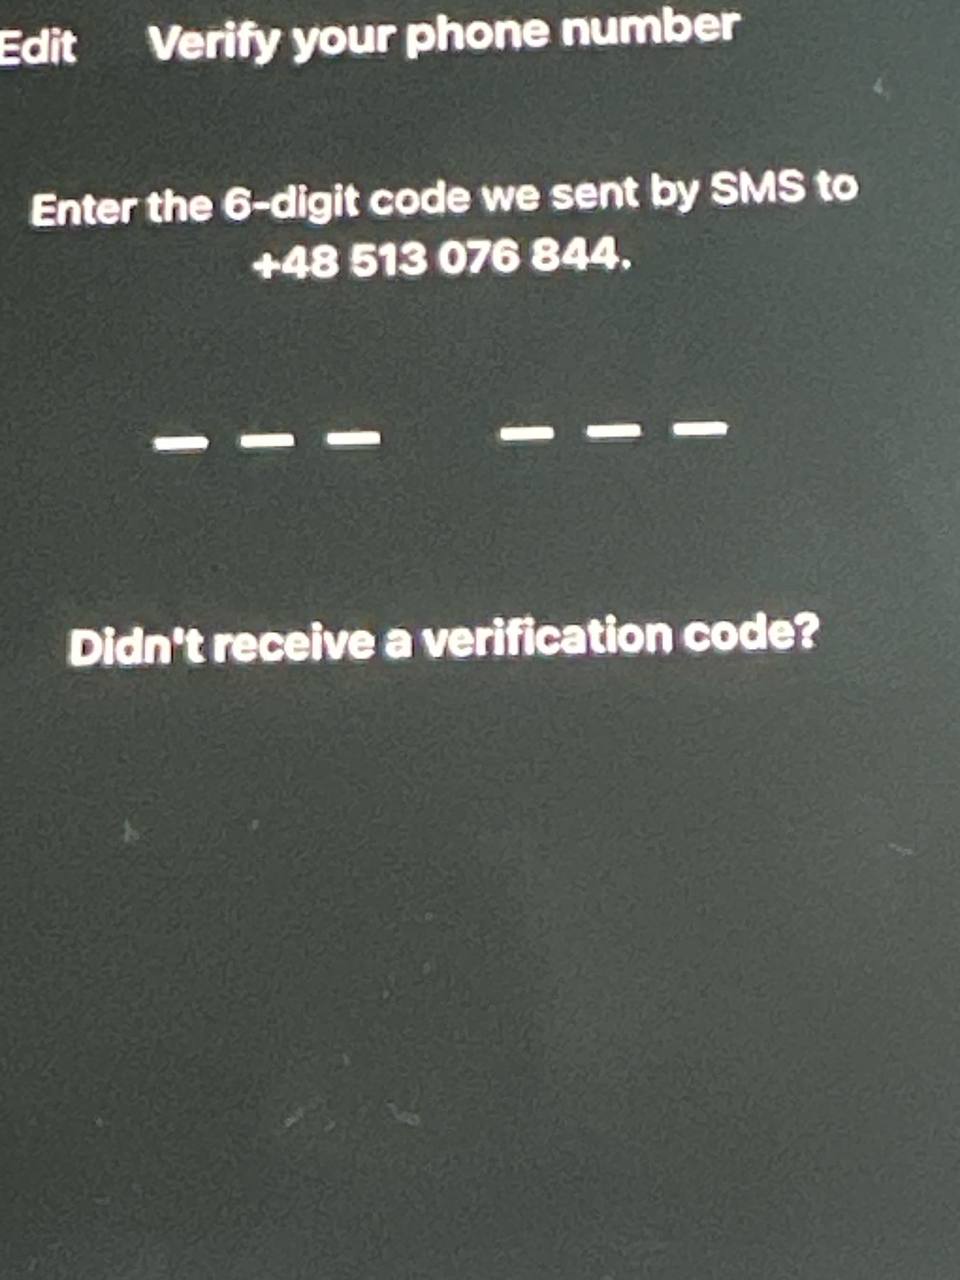 Edit Verify your phone number
Enter the 6-digit code we sent by SMS to
+48 513 076 844.
Didn't receive a verification code?